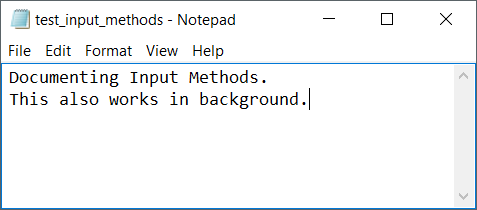 test_input_methods - Notepad
File Edit Format View Help
Documenting Input Methods.
This also works in background.